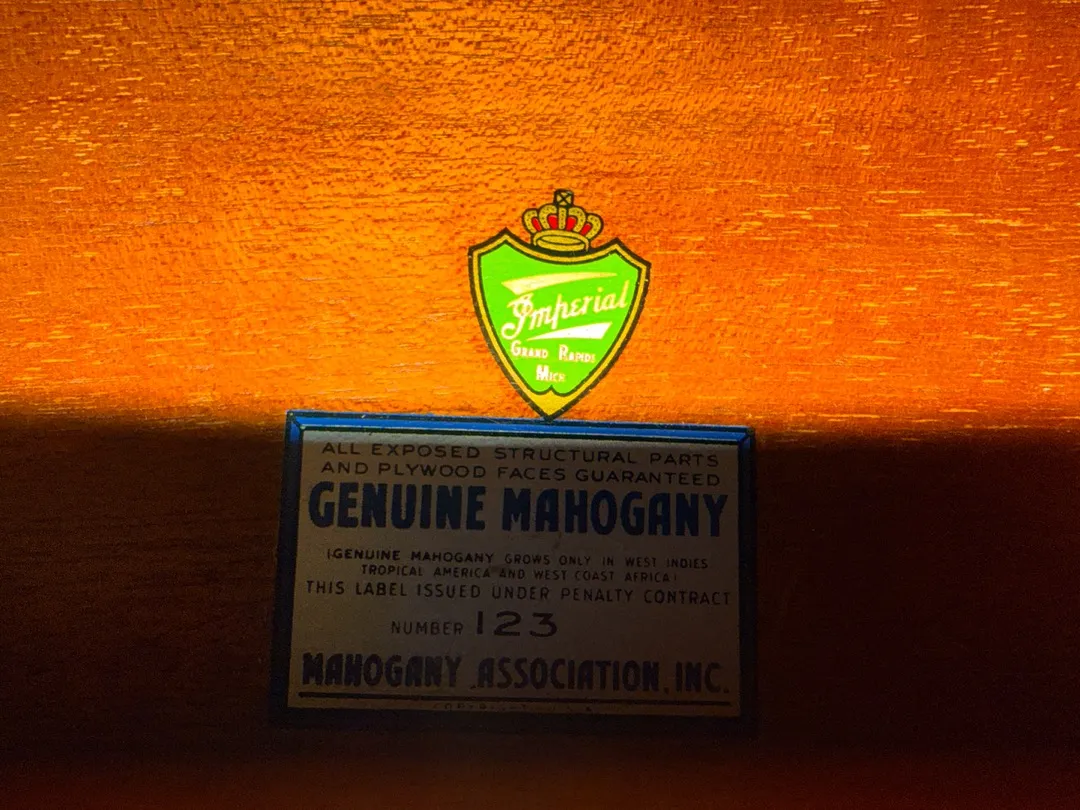 Imperial
GRAND RAPIDS
MICH
ALL EXPOSED STRUCTURAL PARTS
AND PLYWOOD FACES GUARANTEED
GENUINE MAHOGANY
(GENUINE MAHOGANY GROWS ONLY IN WEST INDIES
TROPICAL AMERICA AND WEST COAST AFRICA)
THIS LABEL ISSUED UNDER PENALTY CONTRACT
NUMBER 123
MAHOGANY ASSOCIATION, INC.
COPYRIGHT U.S.A.